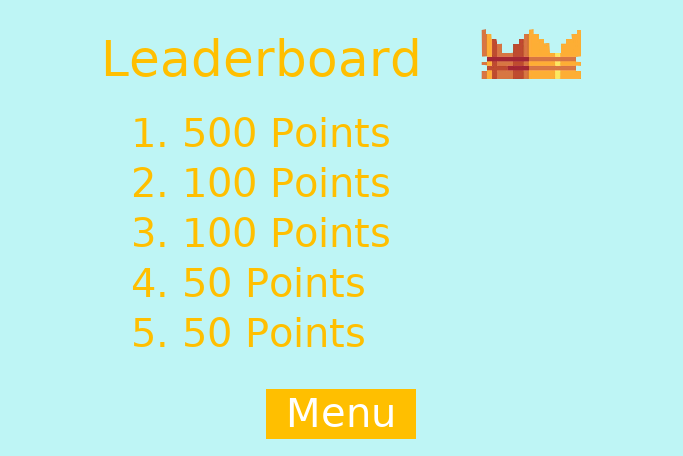 Leaderboard
1. 500 Points
2. 100 Points
3. 100 Points
4. 50 Points
5. 50 Points
Menu